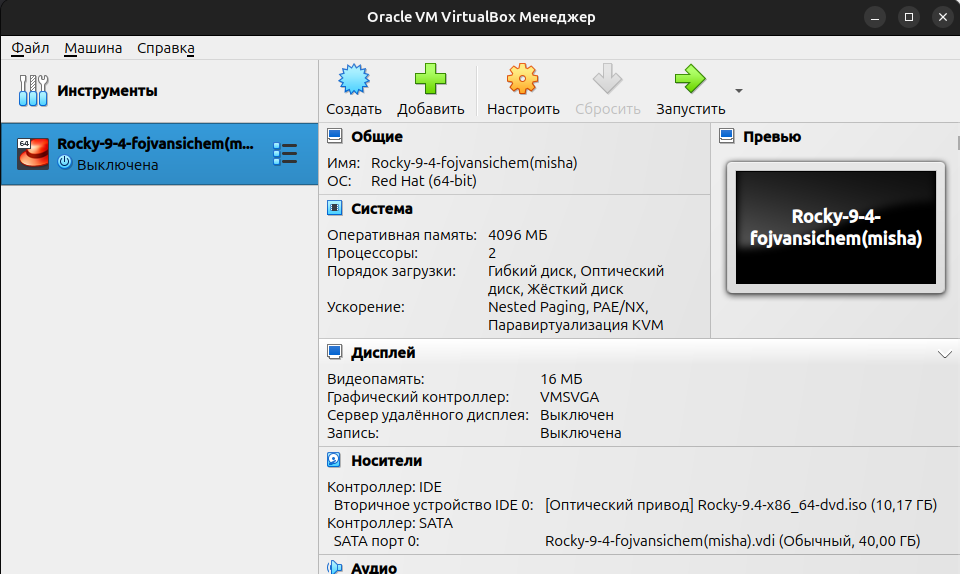 Oracle VM VirtualBox Менеджер
Файл Машина Справка
Инструменты
Создать Добавить Настроить Сбросить Запустить
64
Rocky-9-4-fojvansichem(m...
Выключена
Общие
Имя: Rocky-9-4-fojvansichem(misha)
ОС: Red Hat (64-bit)
Система
Оперативная память: 4096 МБ
Процессоры: 2
Порядок загрузки: Гибкий диск, Оптический
диск, Жёсткий диск
Ускорение: Nested Paging, PAE/NX,
Паравиртуализация KVM
Превью
Rocky-9-4-
fojvansichem(misha)
Дисплей
Видеопамять: 16 МБ
Графический контроллер: VMSVGA
Сервер удалённого дисплея: Выключен
Запись: Выключена
Носители
Контроллер: IDE
Вторичное устройство IDE 0: [Оптический привод] Rocky-9.4-x86_64-dvd.iso (10,17 ГБ)
Контроллер: SATA
SATA порт 0: Rocky-9-4-fojvansichem(misha).vdi (Обычный, 40,00 ГБ)
Аудио